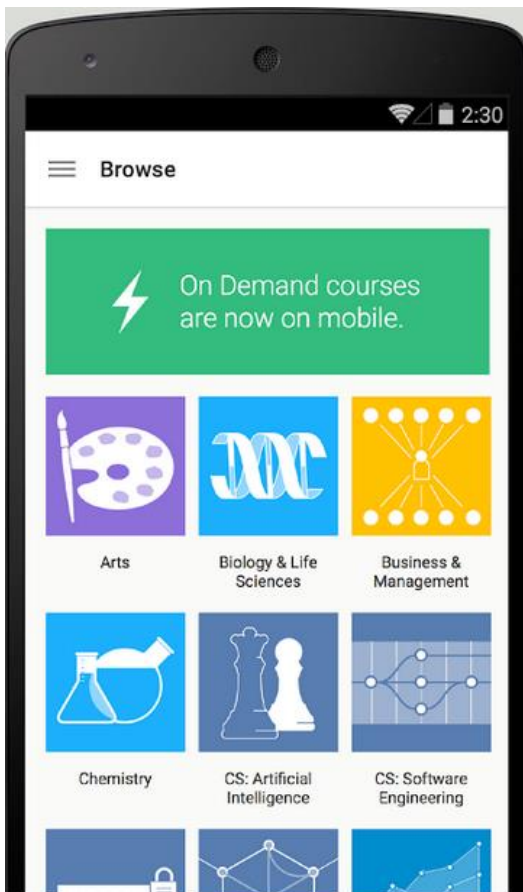 2:30
Browse
On Demand courses
are now on mobile.
Arts
Biology & Life
Sciences
Business &
Management
Chemistry
CS: Artificial
Intelligence
CS: Software
Engineering